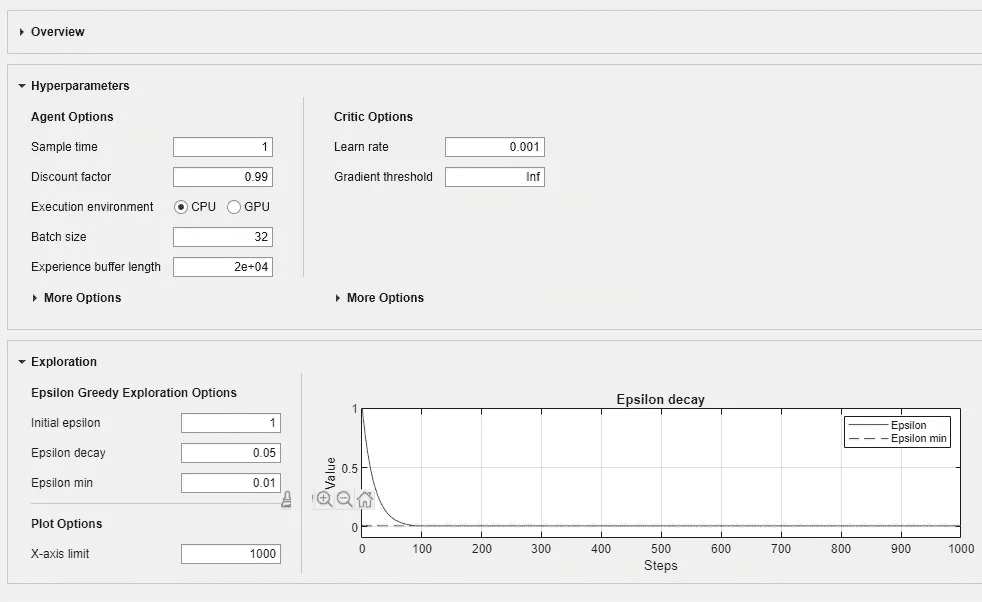 Overview
Hyperparameters
Agent Options
Sample time 1
Discount factor 0.99
Execution environment CPU GPU
Batch size 32
Experience buffer length 2e+04
More Options
Critic Options
Learn rate 0.001
Gradient threshold Inf
More Options
Exploration
Epsilon Greedy Exploration Options
Initial epsilon 1
Epsilon decay 0.05
Epsilon min 0.01
Plot Options
X-axis limit 1000
Epsilon decay
Epsilon
Epsilon min
Value
1
0.5
0
0 100 200 300 400 500 600 700 800 900 1000
Steps